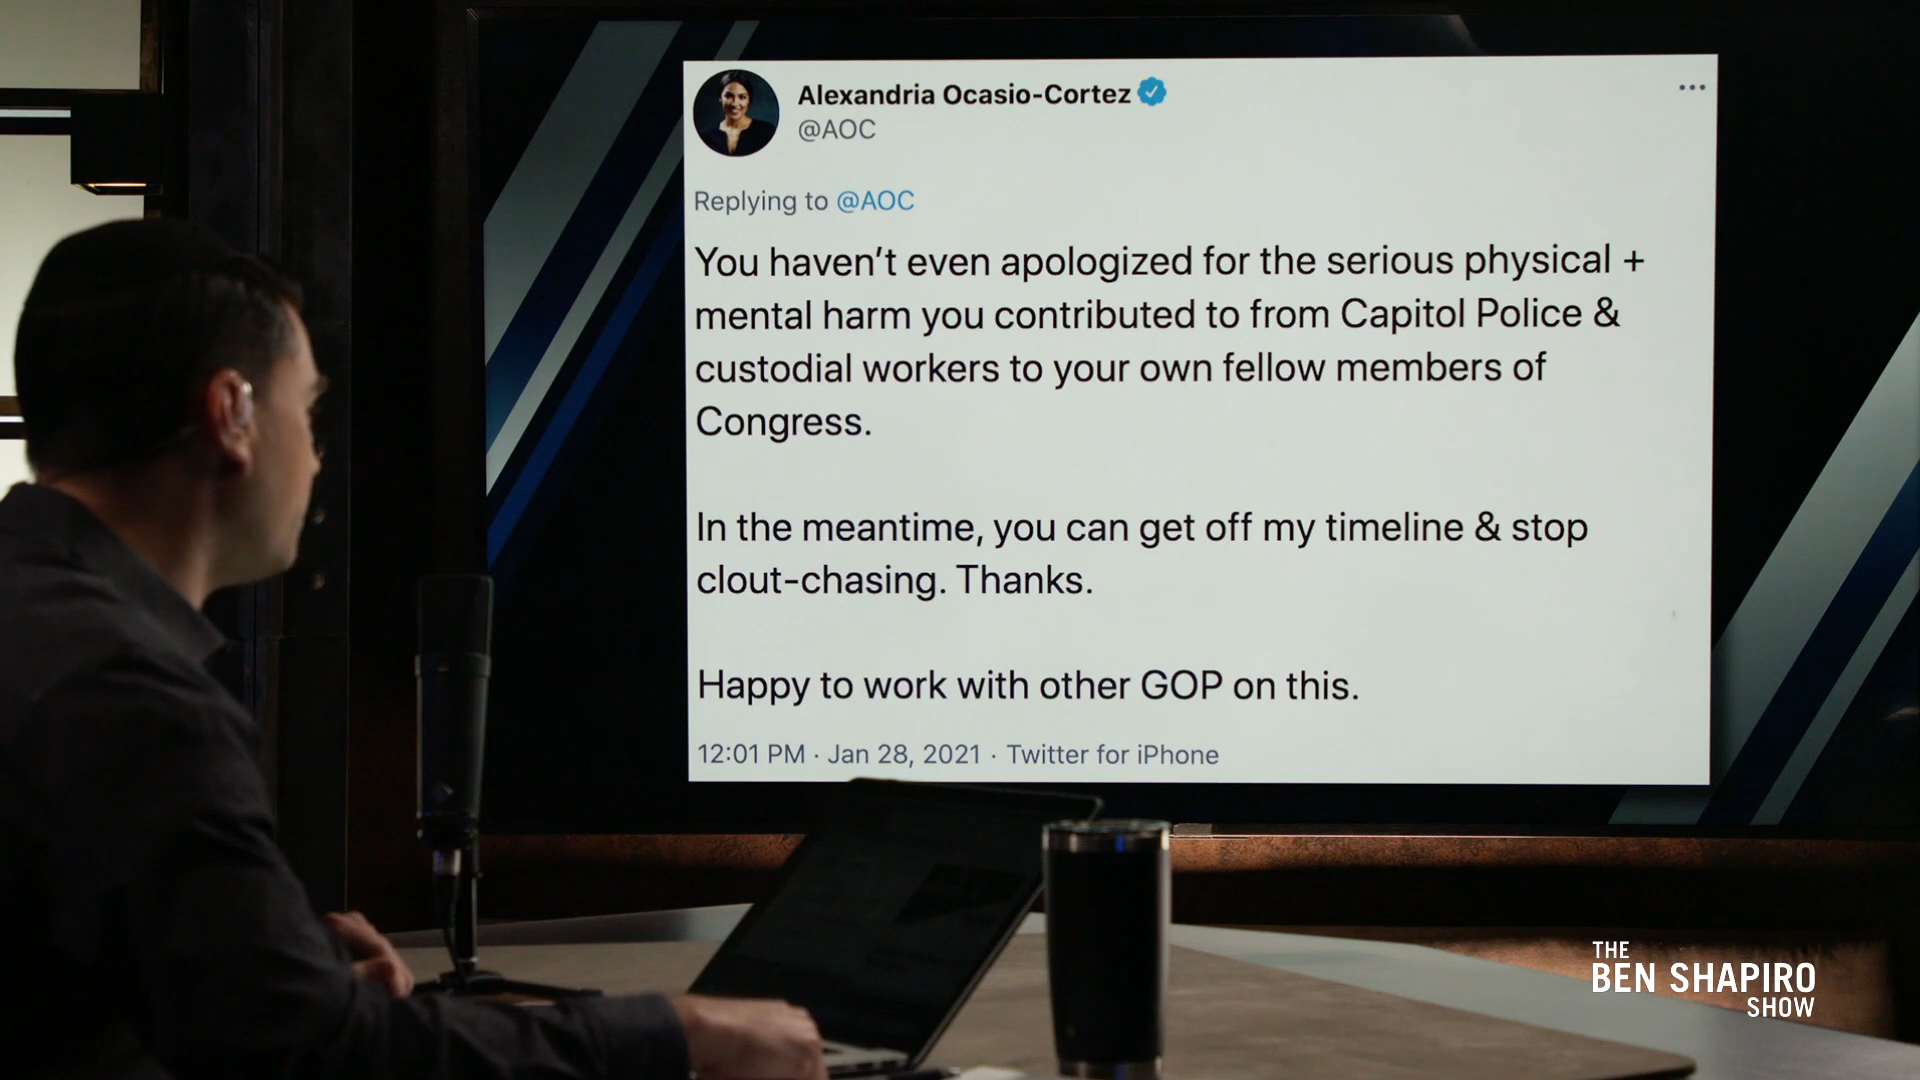 Alexandria Ocasio-Cortez
@AOC
Replying to @AOC
You haven't even apologized for the serious physical +
mental harm you contributed to from Capitol Police &
custodial workers to your own fellow members of
Congress.
In the meantime, you can get off my timeline & stop
clout-chasing. Thanks.
Happy to work with other GOP on this.
12:01 PM · Jan 28, 2021 · Twitter for iPhone
THE
BEN SHAPIRO
SHOW